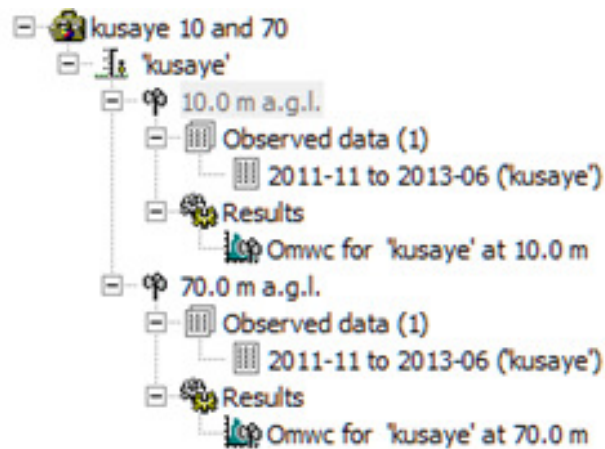 kusaye 10 and 70
'kusaye'
10.0 m a.g.l.
Observed data (1)
2011-11 to 2013-06 ('kusaye')
Results
Omwc for 'kusaye' at 10.0 m
70.0 m a.g.l.
Observed data (1)
2011-11 to 2013-06 ('kusaye')
Results
Omwc for 'kusaye' at 70.0 m